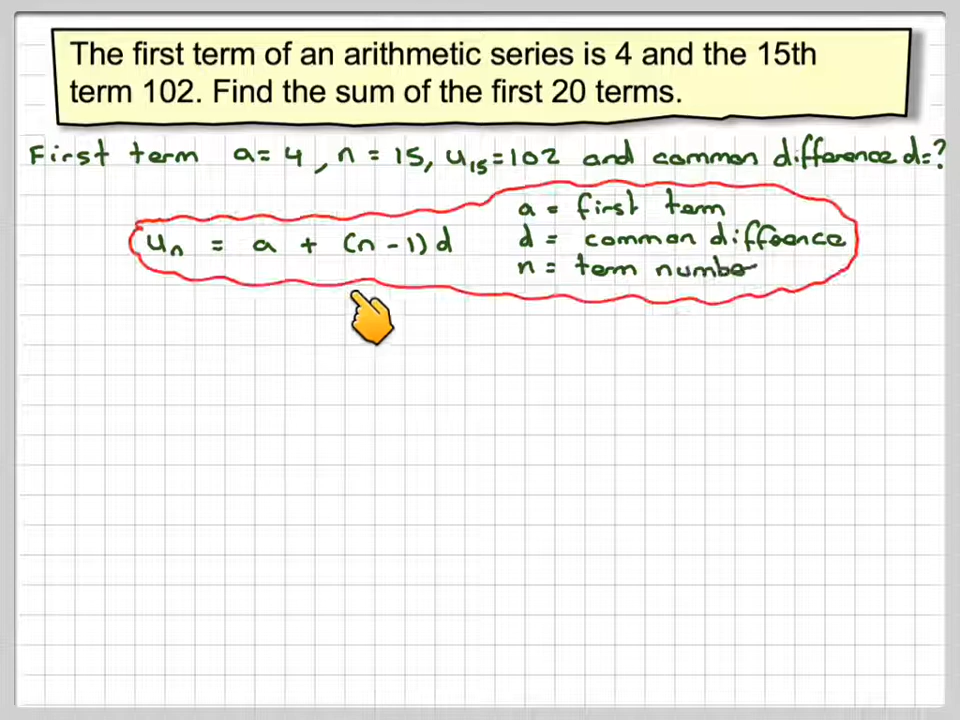 The first term of an arithmetic series is 4 and the 15th
term 102. Find the sum of the first 20 terms.
First term a= 4 , n = 15, u₁₅=102 and common difference d=?
uₙ = a + (n - 1) d
a = first term
d = common diffeence
n = term numbe